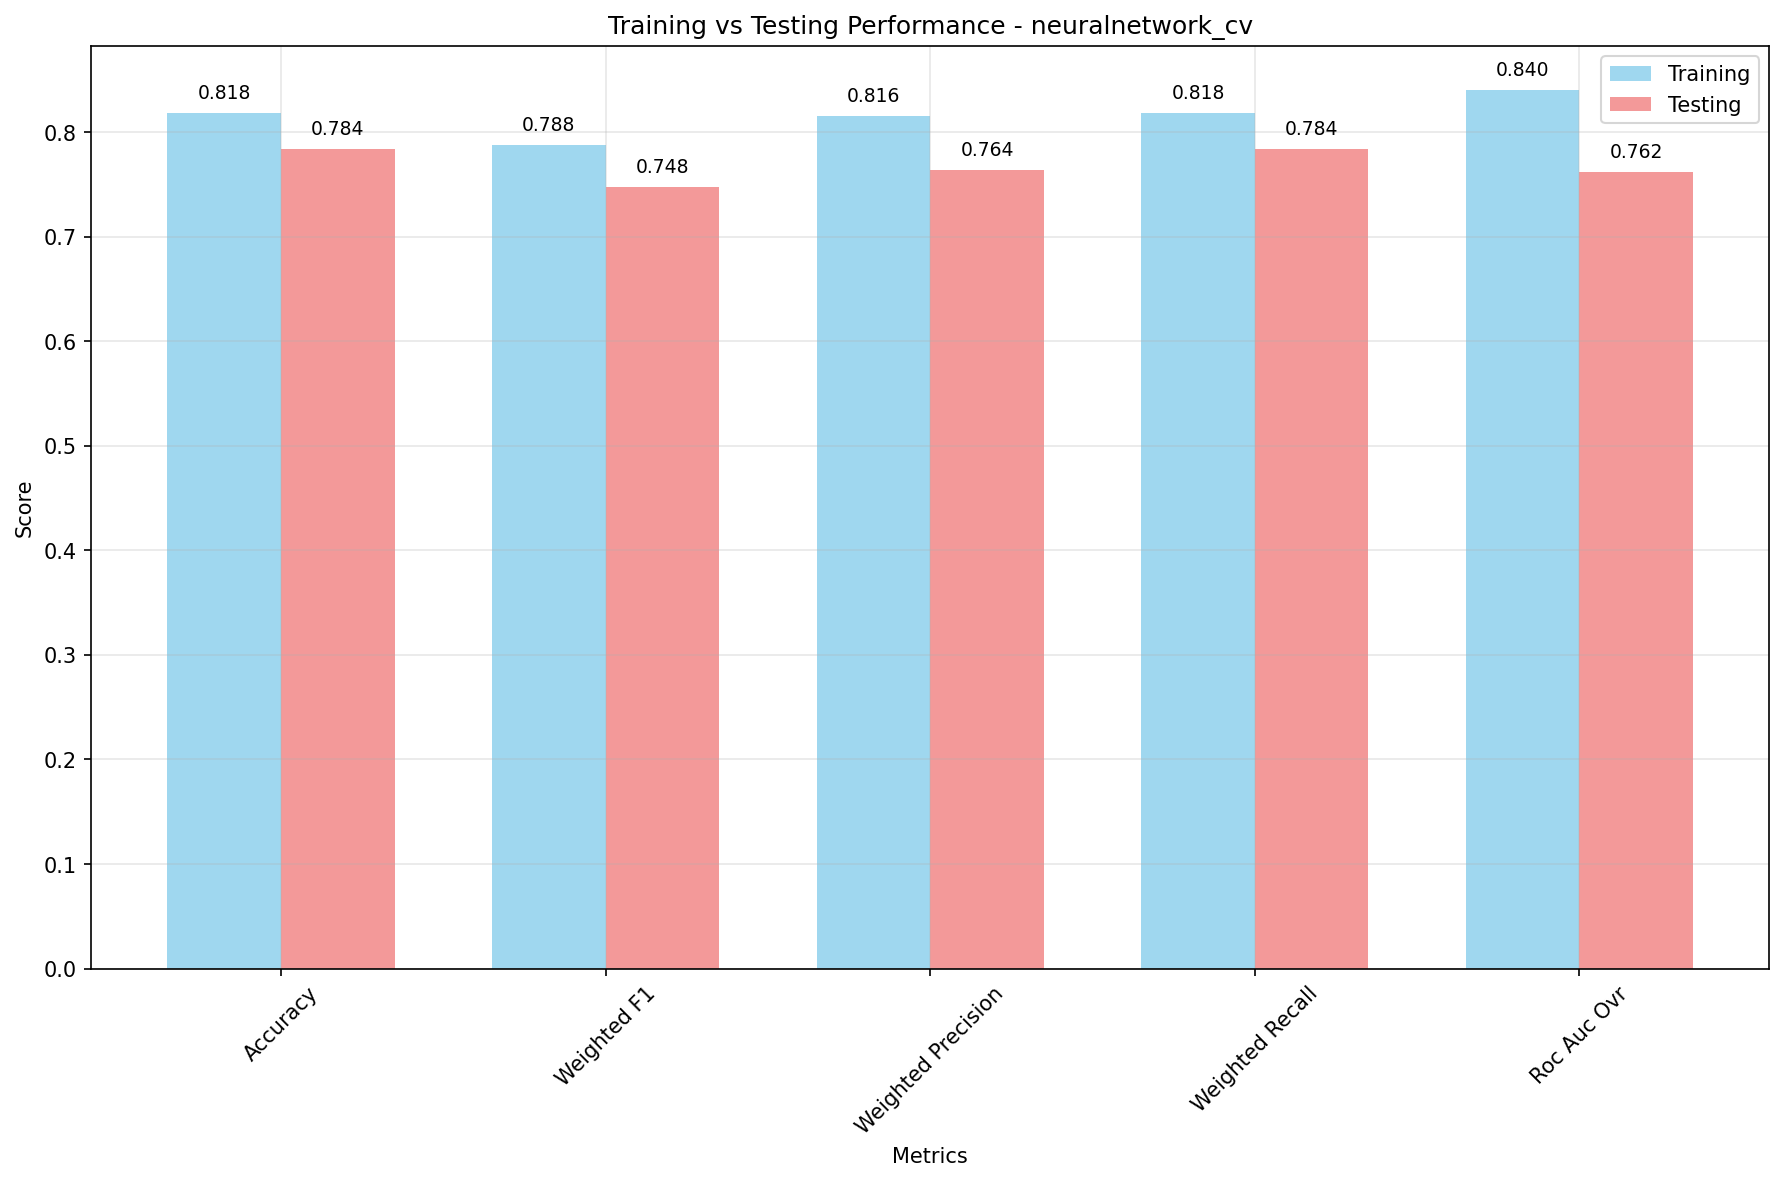 Training vs Testing Performance - neuralnetwork_cv
Training
Testing
0.818
0.784
0.788
0.748
0.816
0.764
0.818
0.784
0.840
0.762
Score
0.8
0.7
0.6
0.5
0.4
0.3
0.2
0.1
0.0
Accuracy
Weighted F1
Weighted Precision
Weighted Recall
Roc Auc Ovr
Metrics